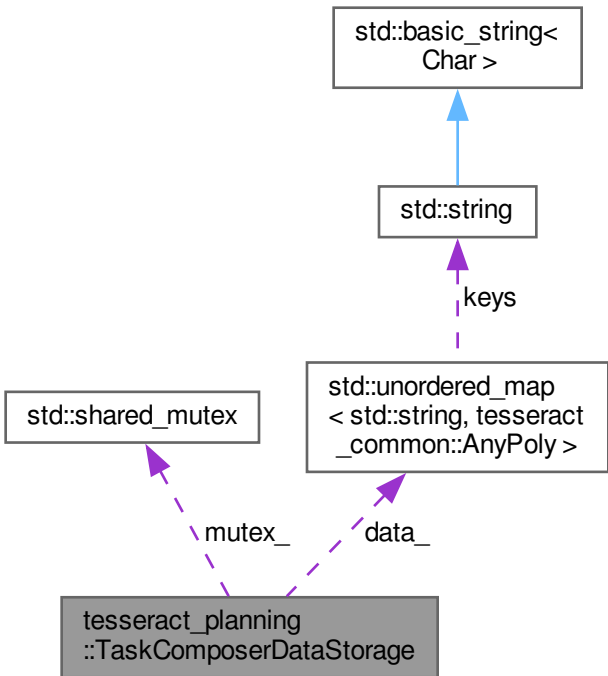 std::basic_string<
Char >
std::string
keys
std::unordered_map
< std::string, tesseract
_common::AnyPoly >
std::shared_mutex
mutex_
data_
tesseract_planning
::TaskComposerDataStorage